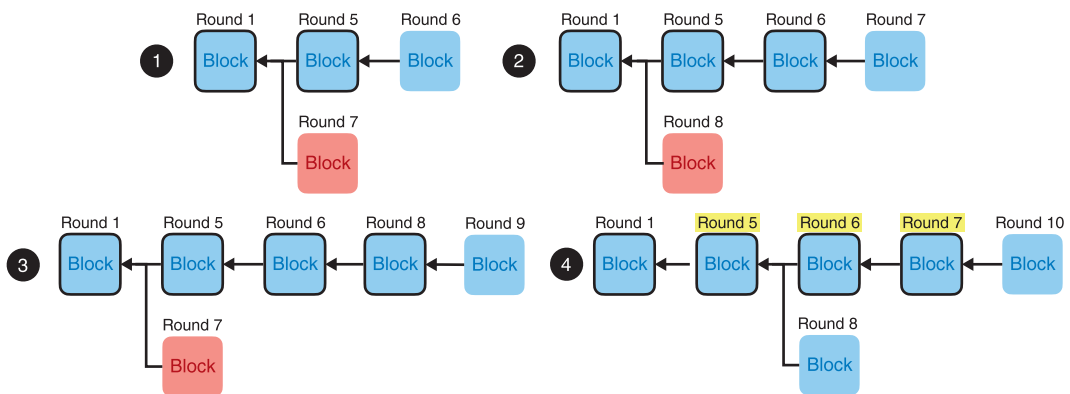 Round 1 Round 5 Round 6
1 Block Block Block
Round 7
Block
Round 1 Round 5 Round 6 Round 7
2 Block Block Block Block
Round 8
Block
Round 1 Round 5 Round 6 Round 8 Round 9
3 Block Block Block Block Block
Round 7
Block
Round 1 Round 5 Round 6 Round 7 Round 10
4 Block Block Block Block Block
Round 8
Block